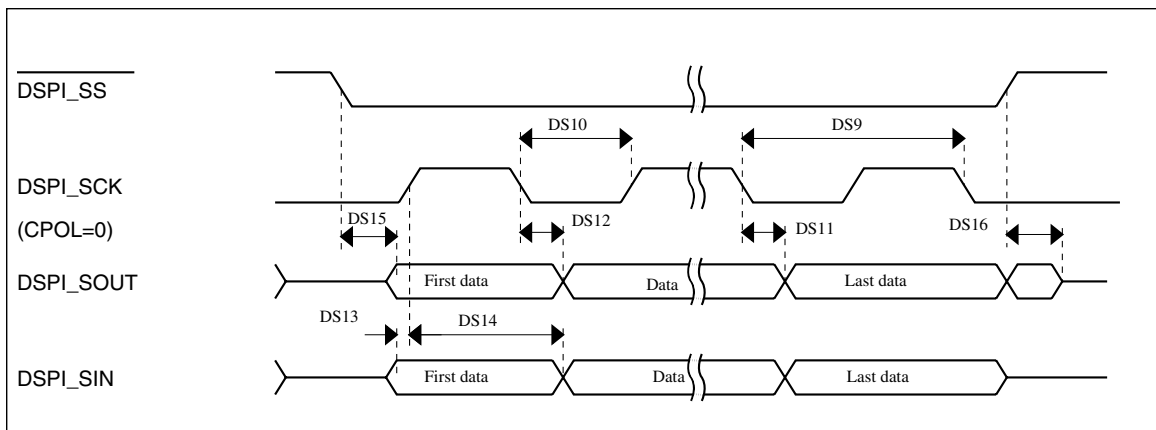 DSPI_SS
DS10
DS9
DSPI_SCK
(CPOL=0)
DS15
DS12
DS11
DS16
DSPI_SOUT
First data
Data
Last data
DS13
DS14
DSPI_SIN
First data
Data
Last data